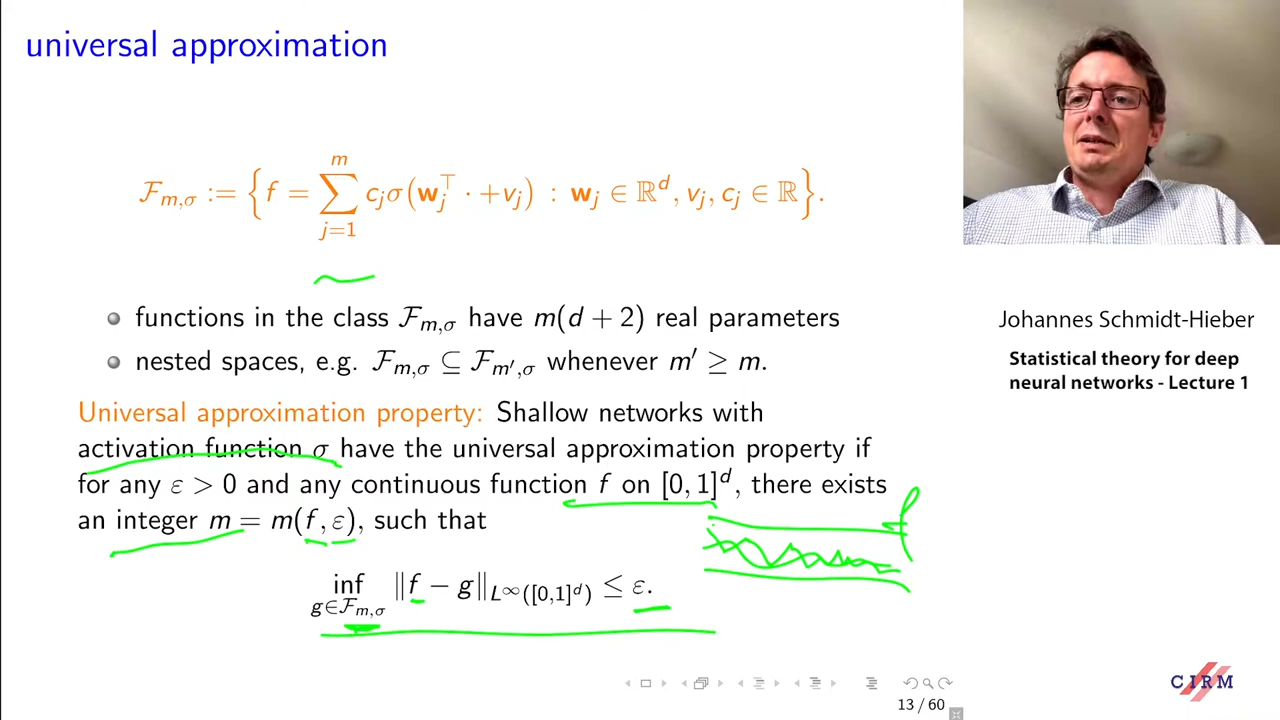 universal approximation
F_{m,σ} := { f = ∑_{j=1}^{m} c_j σ(w_j^⊤ · + v_j) : w_j ∈ ℝ^d, v_j, c_j ∈ ℝ }.
functions in the class F_{m,σ} have m(d + 2) real parameters
nested spaces, e.g. F_{m,σ} ⊆ F_{m′,σ} whenever m′ ≥ m.
Universal approximation property: Shallow networks with
activation function σ have the universal approximation property if
for any ε > 0 and any continuous function f on [0, 1]^d, there exists
an integer m = m(f, ε), such that
inf_{g∈F_{m,σ}} ‖f − g‖_{L^∞([0,1]^d)} ≤ ε.
f
13 / 60
Johannes Schmidt-Hieber
Statistical theory for deep
neural networks - Lecture 1
CIRM